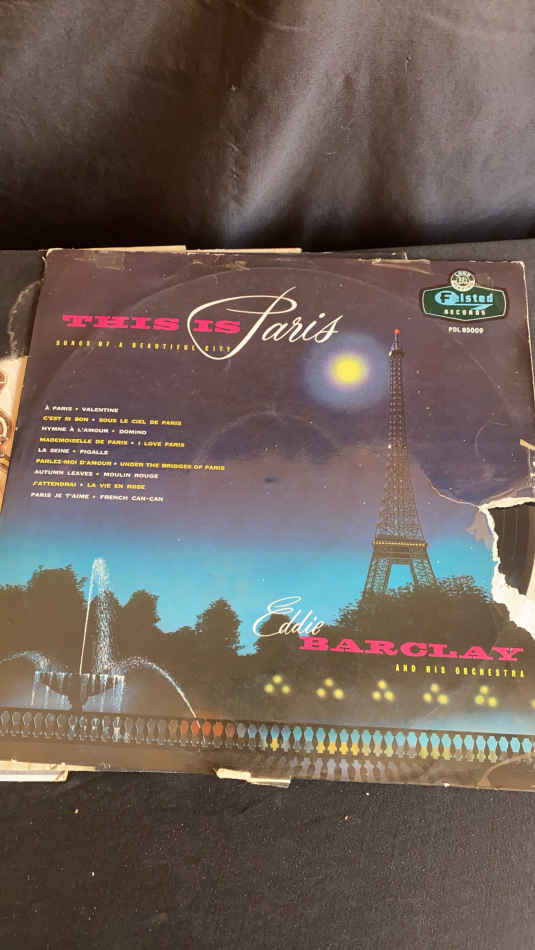 THIS IS Paris
SONGS OF A BEAUTIFUL CITY
Felsted
RECORDS
PDL 85009
À PARIS • VALENTINE
C'EST SI BON • SOUS LE CIEL DE PARIS
HYMNE À L'AMOUR • DOMINO
MADEMOISELLE DE PARIS • I LOVE PARIS
LA SEINE • PIGALLE
PARLEZ-MOI D'AMOUR • UNDER THE BRIDGES OF PARIS
AUTUMN LEAVES • MOULIN ROUGE
J'ATTENDRAI • LA VIE EN ROSE
PARIS JE T'AIME • FRENCH CAN-CAN
Eddie
BARCLAY
AND HIS ORCHESTRA